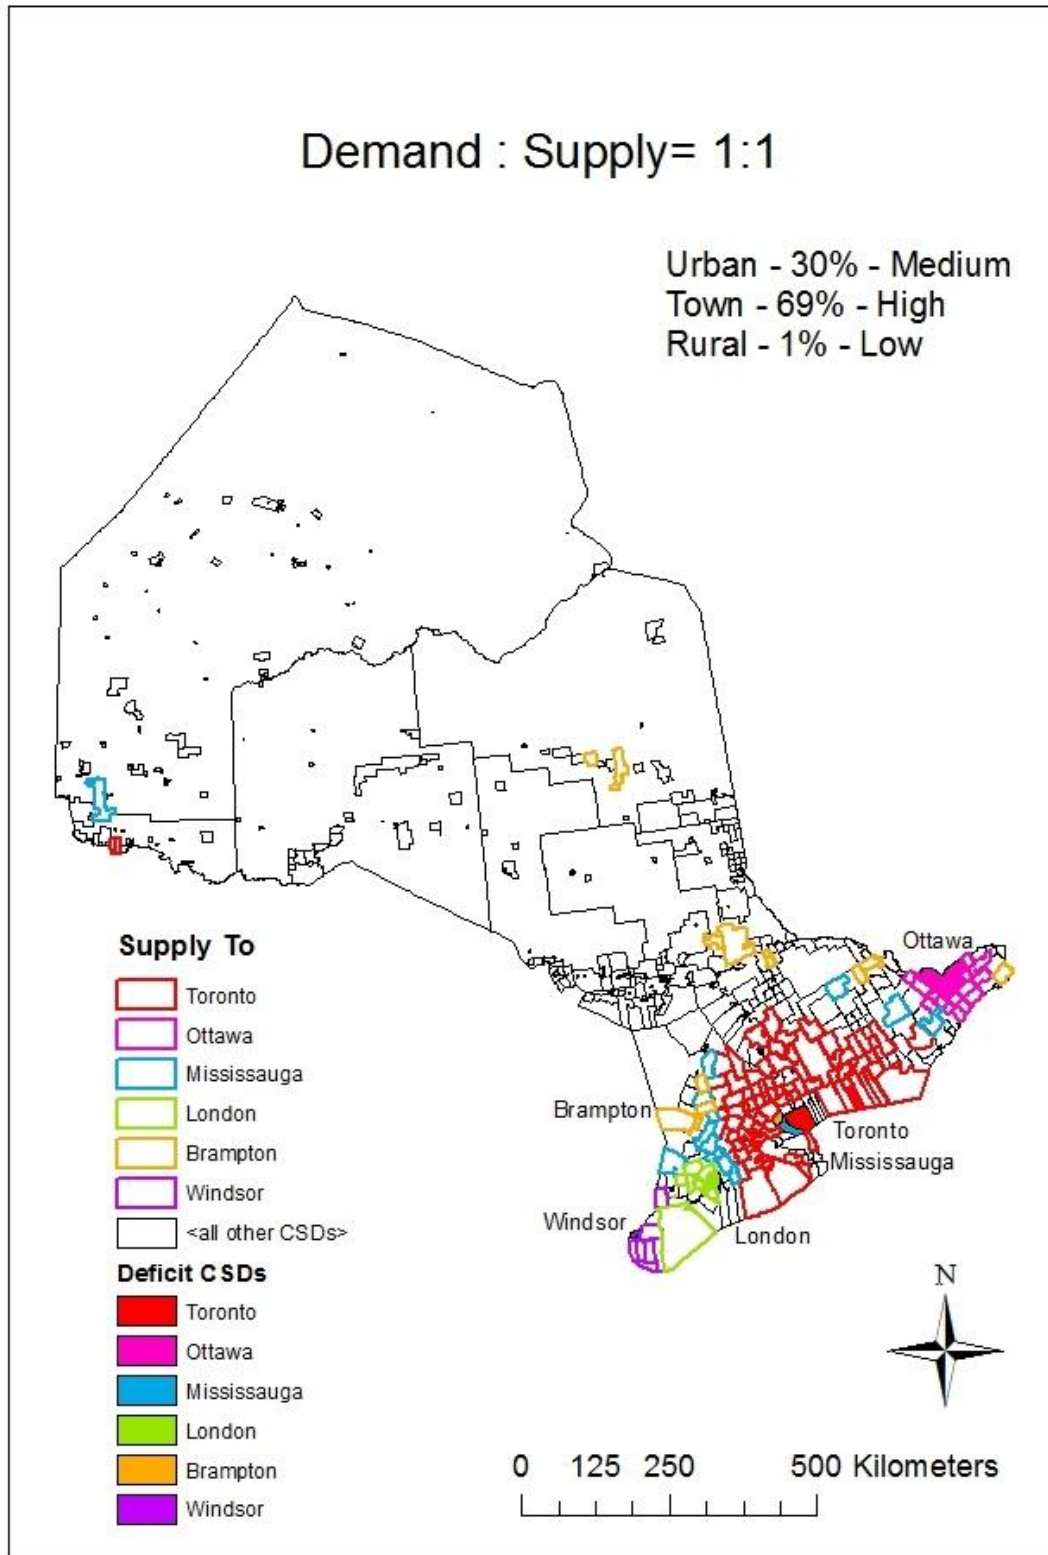 Demand : Supply= 1:1
Urban - 30% - Medium
Town - 69% - High
Rural - 1% - Low
Ottawa
Brampton
Toronto
Mississauga
Windsor
London
Supply To
Toronto
Ottawa
Mississauga
London
Brampton
Windsor
<all other CSDs>
Deficit CSDs
Toronto
Ottawa
Mississauga
London
Brampton
Windsor
N
0 125 250 500 Kilometers